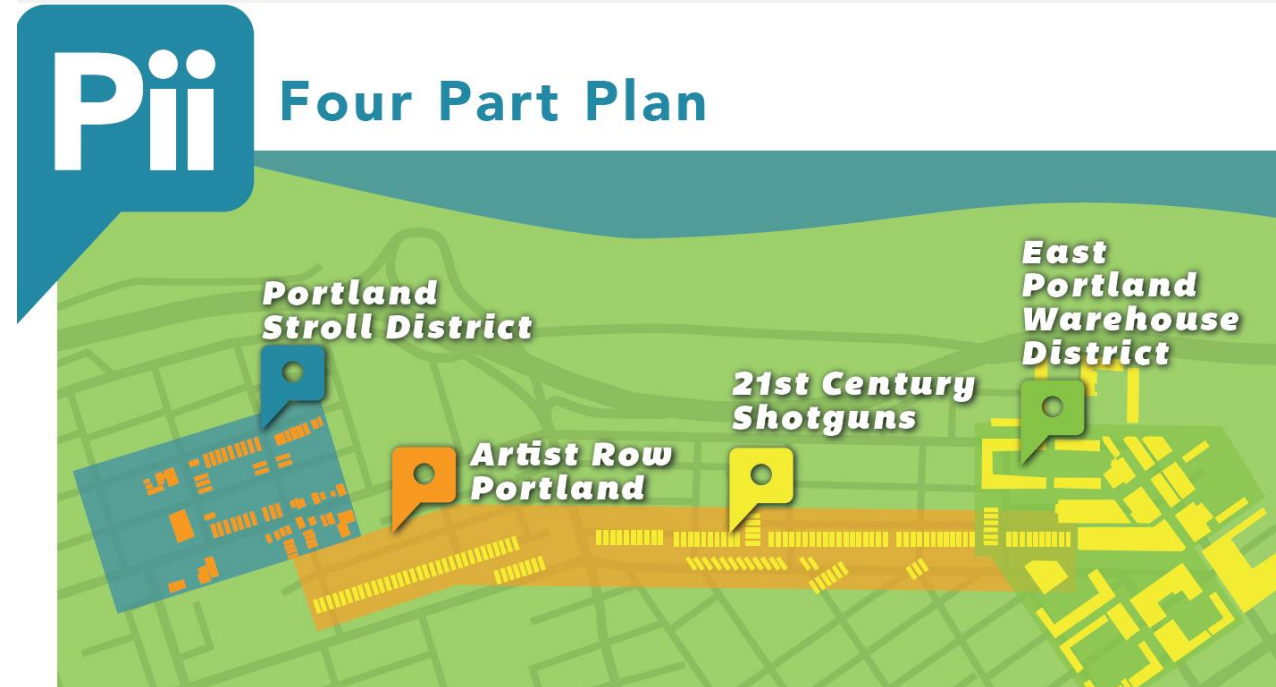 Pii
Four Part Plan
Portland
Stroll District
Artist Row
Portland
21st Century
Shotguns
East
Portland
Warehouse
District